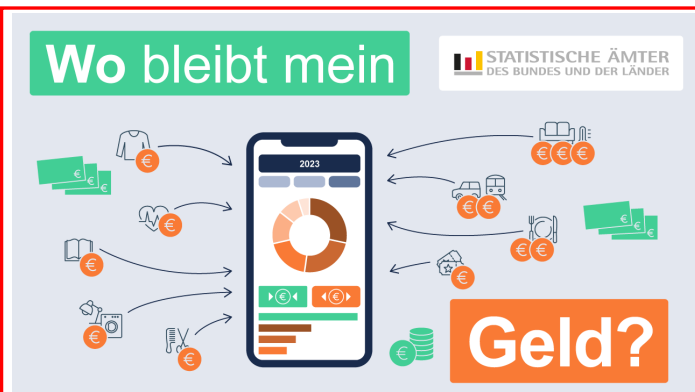 Wo bleibt mein
STATISTISCHE ÄMTER
DES BUNDES UND DER LÄNDER
2023
€
€ € €
€ € €
€ € €
€
€ €
€
€ €
€ € €
€
€
€
€ €
€
€
Geld?